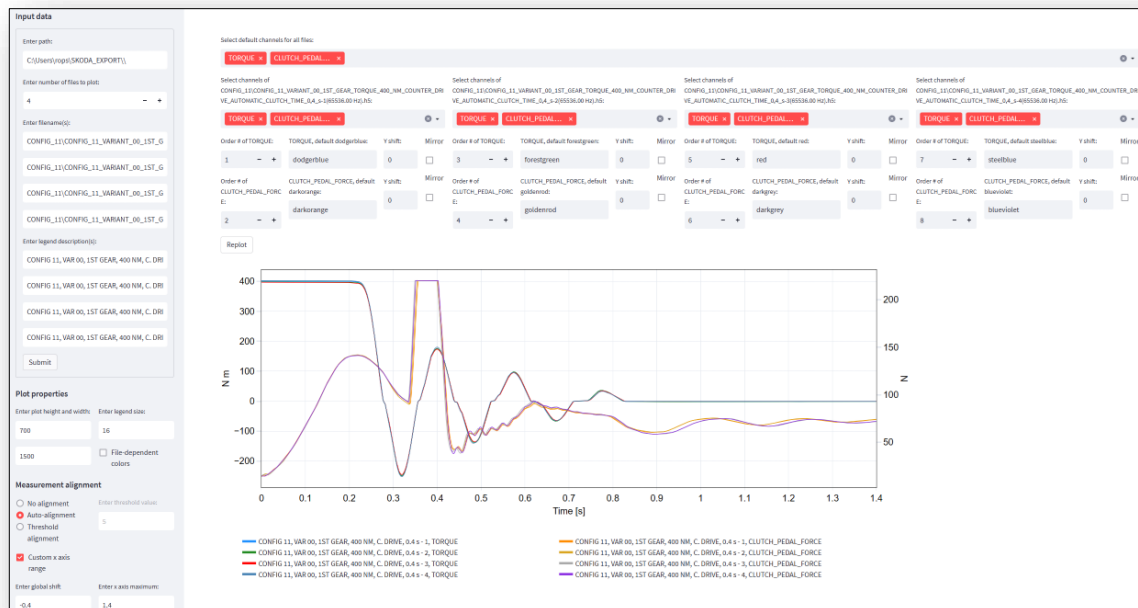 Input data
Enter path:
C:\Users\rops\SKODA_EXPORT\\
Enter number of files to plot:
4 - +
Enter filename(s):
CONFIG_11\CONFIG_11_VARIANT_00_1ST_G
CONFIG_11\CONFIG_11_VARIANT_00_1ST_G
CONFIG_11\CONFIG_11_VARIANT_00_1ST_G
CONFIG_11\CONFIG_11_VARIANT_00_1ST_G
Enter legend description(s):
CONFIG 11, VAR 00, 1ST GEAR, 400 NM, C. DRI
CONFIG 11, VAR 00, 1ST GEAR, 400 NM, C. DRI
CONFIG 11, VAR 00, 1ST GEAR, 400 NM, C. DRI
CONFIG 11, VAR 00, 1ST GEAR, 400 NM, C. DRI
Submit
Plot properties
Enter plot height and width: Enter legend size:
700 16
1500 File-dependent
colors
Measurement alignment
No alignment Enter threshold value:
Auto-alignment 5
Threshold
alignment
Custom x axis
range
Enter global shift Enter x axis maximum:
-0.4 1,4
Select default channels for all files:
TORQUE × CLUTCH_PEDAL... ×
Select channels of
CONFIG_11\CONFIG_11_VARIANT_00_1ST_GEAR_TORQUE_400_NM_COUNTER_DRI
VE_AUTOMATIC_CLUTCH_TIME_0,4_s-1(65536.00 Hz).h5:
TORQUE × CLUTCH_PEDAL... ×
Order # of TORQUE: TORQUE, default dodgerblue: Y shift: Mirror
1 - + dodgerblue 0
Order # of
CLUTCH_PEDAL_FORC
E:
CLUTCH_PEDAL_FORCE, default
darkorange:
Y shift: Mirror
2 - + darkorange 0
Select channels of
CONFIG_11\CONFIG_11_VARIANT_00_1ST_GEAR_TORQUE_400_NM_COUNTER_DRI
VE_AUTOMATIC_CLUTCH_TIME_0,4_s-2(65536.00 Hz).h5:
TORQUE × CLUTCH_PEDAL... ×
Order # of TORQUE: TORQUE, default forestgreen: Y shift: Mirror
3 - + forestgreen 0
Order # of
CLUTCH_PEDAL_FORC
E:
CLUTCH_PEDAL_FORCE, default
goldenrod:
Y shift: Mirror
4 - + goldenrod 0
Select channels of
CONFIG_11\CONFIG_11_VARIANT_00_1ST_GEAR_TORQUE_400_NM_COUNTER_DRI
VE_AUTOMATIC_CLUTCH_TIME_0,4_s-3(65536.00 Hz).h5:
TORQUE × CLUTCH_PEDAL... ×
Order # of TORQUE: TORQUE, default red: Y shift: Mirror
5 - + red 0
Order # of
CLUTCH_PEDAL_FORC
E:
CLUTCH_PEDAL_FORCE, default
darkgrey:
Y shift: Mirror
6 - + darkgrey 0
Select channels of
CONFIG_11\CONFIG_11_VARIANT_00_1ST_GEAR_TORQUE_400_NM_COUNTER_DRI
VE_AUTOMATIC_CLUTCH_TIME_0,4_s-4(65536.00 Hz).h5:
TORQUE × CLUTCH_PEDAL... ×
Order # of TORQUE: TORQUE, default steelblue: Y shift: Mirror
7 - + steelblue 0
Order # of
CLUTCH_PEDAL_FORC
E:
CLUTCH_PEDAL_FORCE, default
blueviolet:
Y shift: Mirror
8 - + blueviolet 0
Replot
400
300
200
100
0
−100
−200
N m
200
150
100
50
N
0 0.1 0.2 0.3 0.4 0.5 0.6 0.7 0.8 0.9 1 1.1 1.2 1.3 1.4
Time [s]
CONFIG 11, VAR 00, 1ST GEAR, 400 NM, C. DRIVE, 0.4 s - 1, TORQUE
CONFIG 11, VAR 00, 1ST GEAR, 400 NM, C. DRIVE, 0.4 s - 2, TORQUE
CONFIG 11, VAR 00, 1ST GEAR, 400 NM, C. DRIVE, 0.4 s - 3, TORQUE
CONFIG 11, VAR 00, 1ST GEAR, 400 NM, C. DRIVE, 0.4 s - 4, TORQUE
CONFIG 11, VAR 00, 1ST GEAR, 400 NM, C. DRIVE, 0.4 s - 1, CLUTCH_PEDAL_FORCE
CONFIG 11, VAR 00, 1ST GEAR, 400 NM, C. DRIVE, 0.4 s - 2, CLUTCH_PEDAL_FORCE
CONFIG 11, VAR 00, 1ST GEAR, 400 NM, C. DRIVE, 0.4 s - 3, CLUTCH_PEDAL_FORCE
CONFIG 11, VAR 00, 1ST GEAR, 400 NM, C. DRIVE, 0.4 s - 4, CLUTCH_PEDAL_FORCE